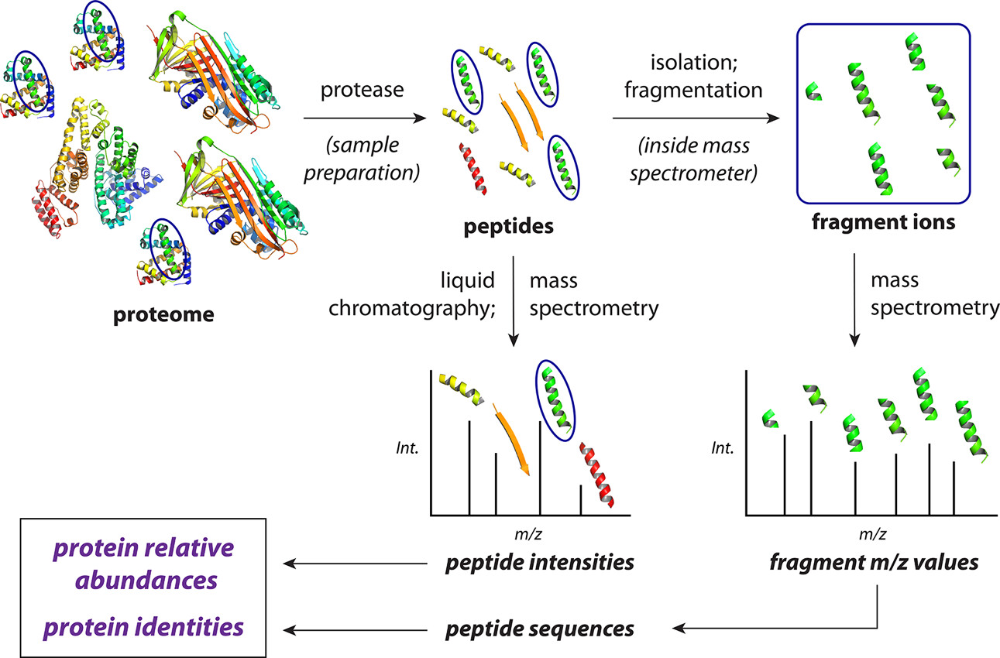 protease
(sample
preparation)
isolation;
fragmentation
(inside mass
spectrometer)
proteome
peptides
fragment ions
liquid
chromatography;
mass
spectrometry
mass
spectrometry
Int.
m/z
peptide intensities
Int.
m/z
fragment m/z values
protein relative
abundances
protein identities
peptide sequences